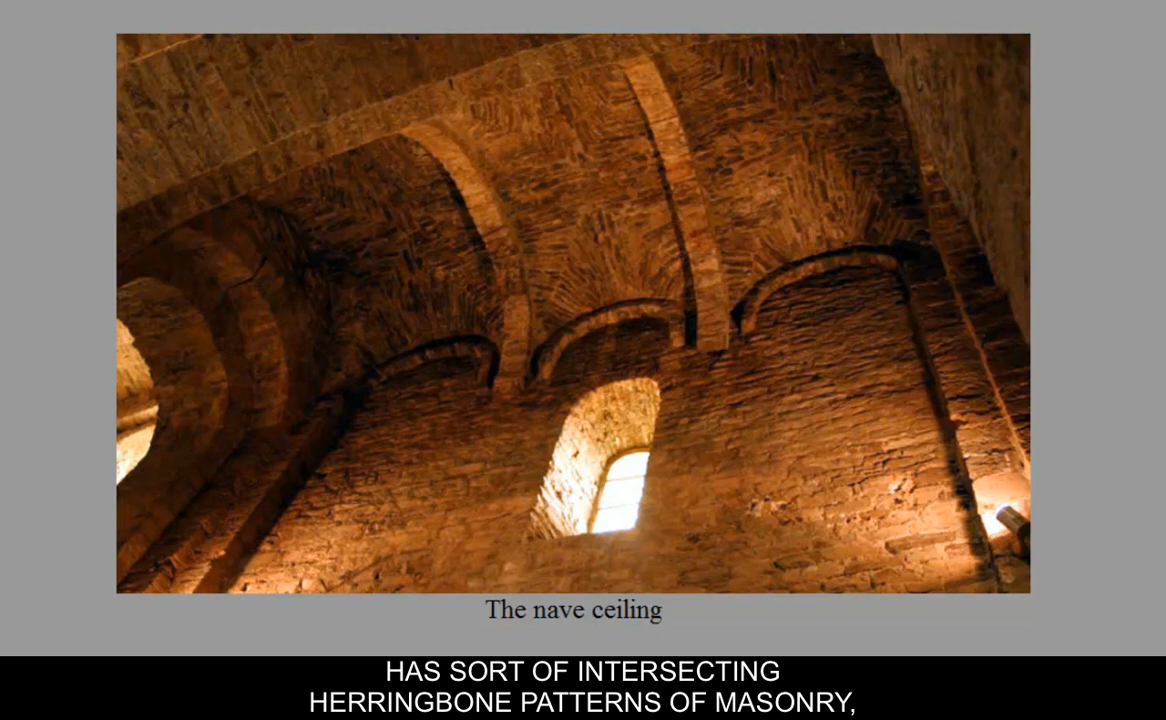 The nave ceiling
HAS SORT OF INTERSECTING
HERRINGBONE PATTERNS OF MASONRY,